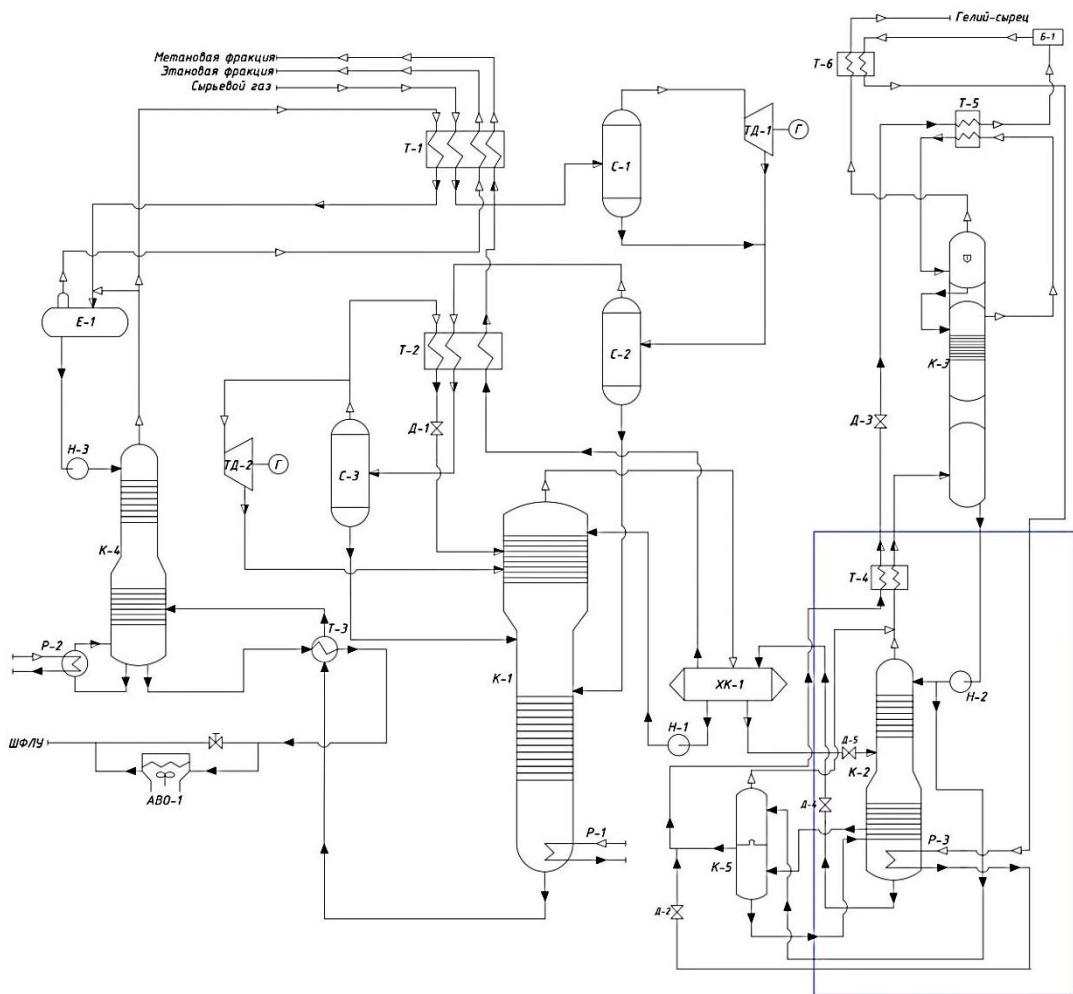 Гелий-сырец
Б-1
Метановая фракция
Этановая фракция
Сырьевой газ
Т-6
Т-5
ТД-1
Г
Т-1
С-1
Е-1
Т-2
С-2
К-3
Д-1
Д-3
Н-3
ТД-2
Г
С-3
К-4
Т-4
Т-3
Р-2
К-1
ХК-1
Н-2
Н-1
ШФЛУ
Д-5
К-2
АВО-1
Д-4
Р-1
Р-3
К-5
Д-2